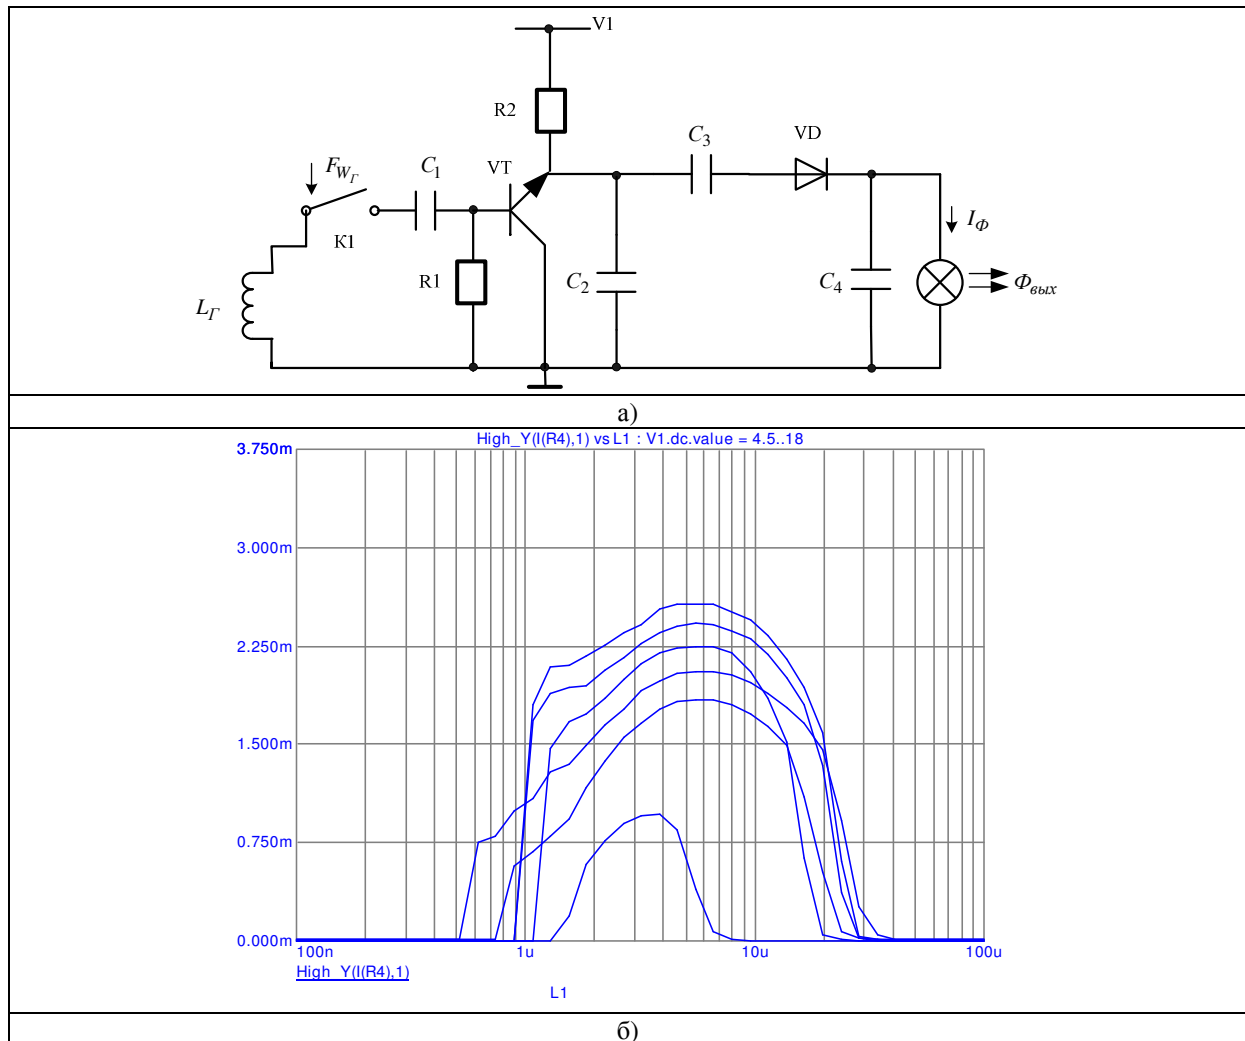 V1
R2
C3
VD
F_WГ
C1
VT
IФ
K1
R1
C2
C4
Фвых
LГ
а)
High_Y(I(R4),1) vs L1 : V1.dc.value = 4.5..18
3.750m
3.000m
2.250m
1.500m
0.750m
0.000m
100n 1u 10u 100u
High_Y(I(R4),1)
L1
б)